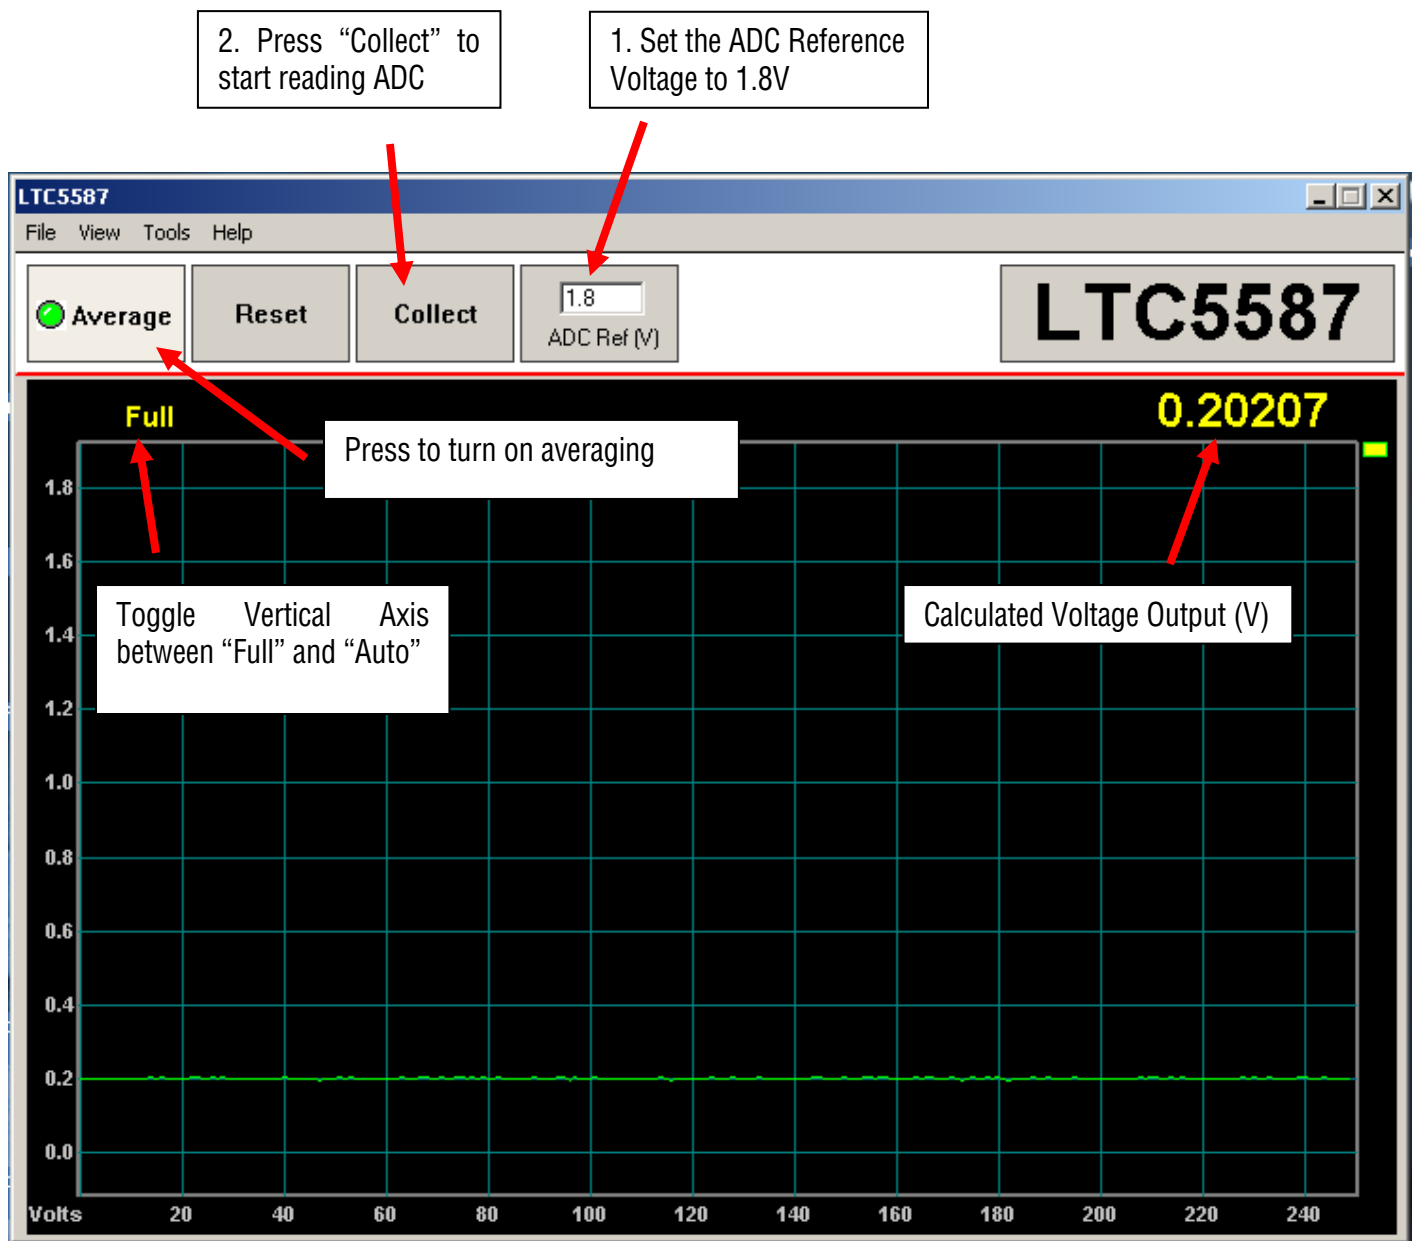 2. Press “Collect” to
start reading ADC
1. Set the ADC Reference
Voltage to 1.8V
LTC5587
File View Tools Help
Average
Reset
Collect
1.8
ADC Ref (V)
LTC5587
Full
0.20207
Press to turn on averaging
1.8
1.6
Toggle Vertical Axis
between “Full” and “Auto”
Calculated Voltage Output (V)
1.4
1.2
1.0
0.8
0.6
0.4
0.2
0.0
Volts 20 40 60 80 100 120 140 160 180 200 220 240